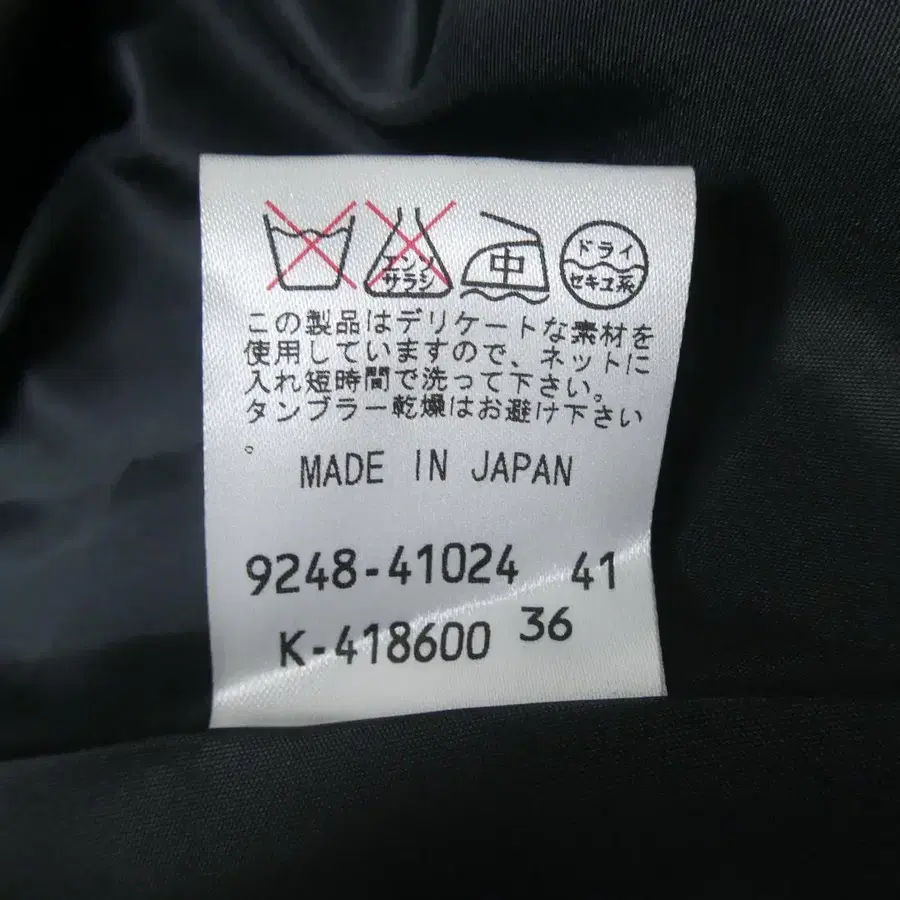 エンソ
サラシ
中
ドライ
セキユ系
この製品はデリケートな素材を
使用していますので、ネットに
入れ短時間で洗って下さい。
タンブラー乾燥はお避け下さい
。
MADE IN JAPAN
9248-41024 41
K-418600 36